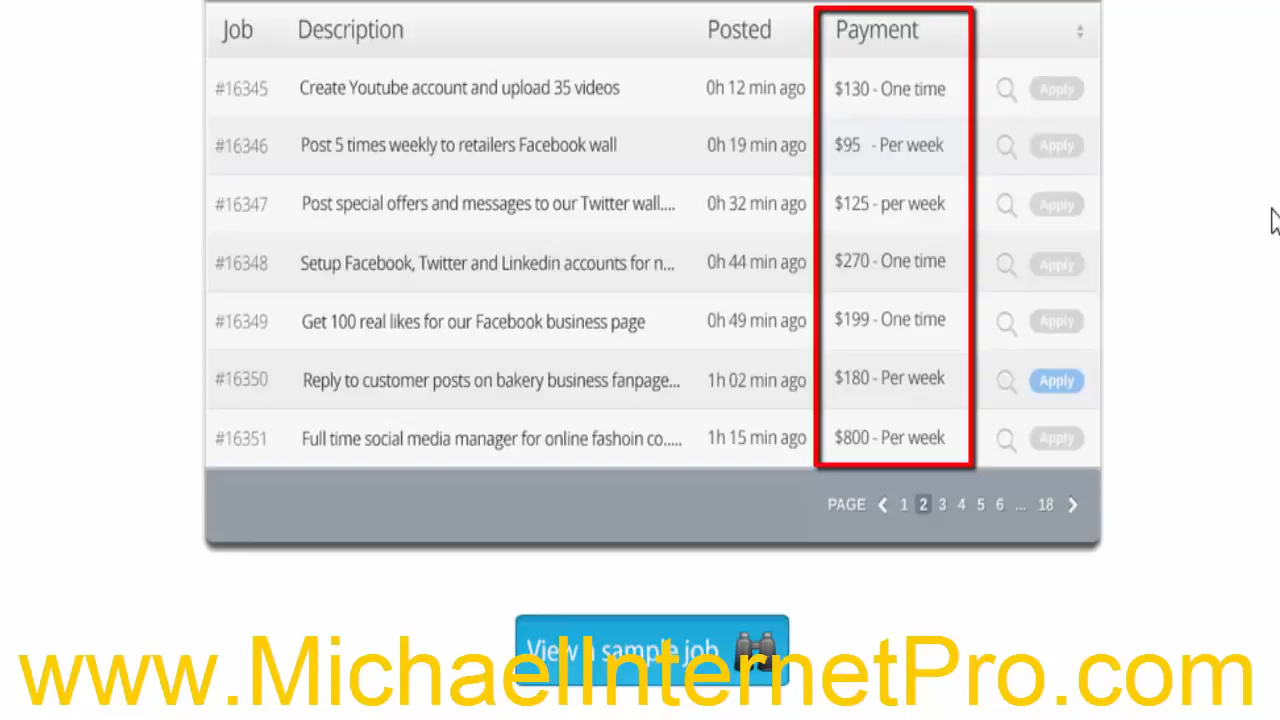 Job Description Posted Payment
#16345 Create Youtube account and upload 35 videos 0h 12 min ago $130 - One time Apply
#16346 Post 5 times weekly to retailers Facebook wall 0h 19 min ago $95 - Per week Apply
#16347 Post special offers and messages to our Twitter wall.... 0h 32 min ago $125 - per week Apply
#16348 Setup Facebook, Twitter and Linkedin accounts for n... 0h 44 min ago $270 - One time Apply
#16349 Get 100 real likes for our Facebook business page 0h 49 min ago $199 - One time Apply
#16350 Reply to customer posts on bakery business fanpage... 1h 02 min ago $180 - Per week Apply
#16351 Full time social media manager for online fashoin co..... 1h 15 min ago $800 - Per week Apply
PAGE 1 2 3 4 5 6 ... 18
View a sample job
www.MichaelInternetPro.com